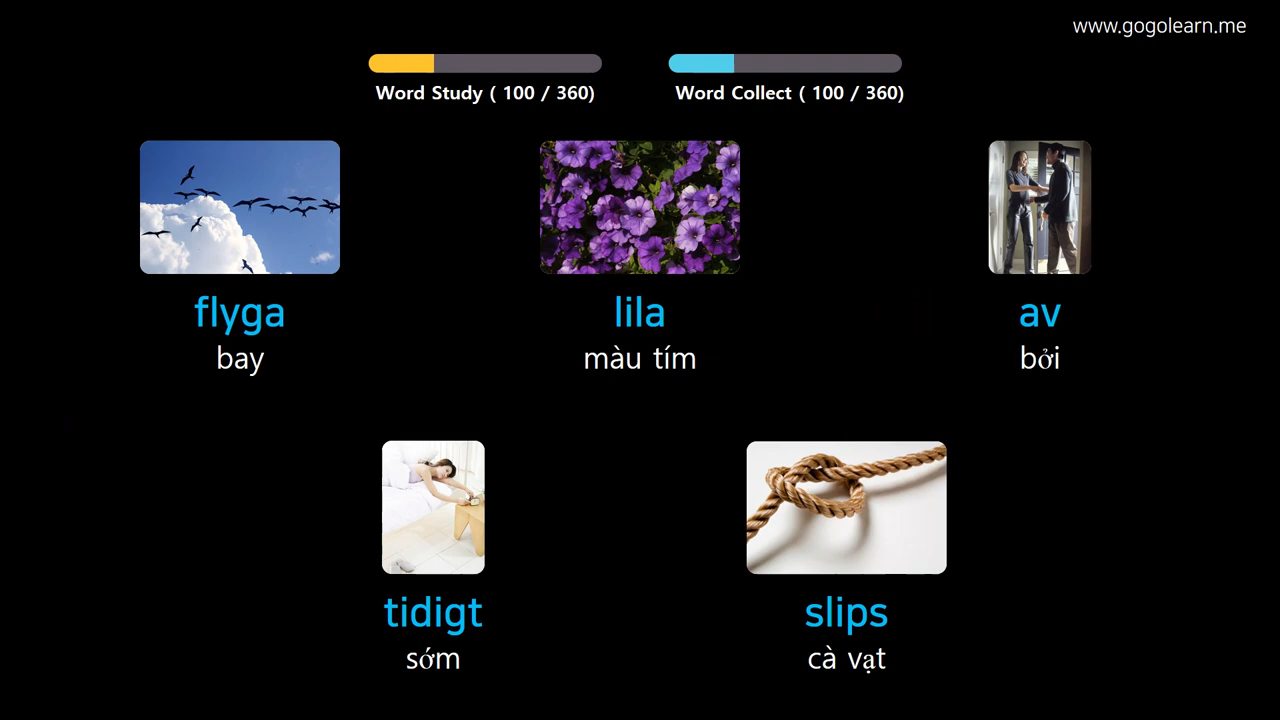 www.gogolearn.me
Word Study ( 100 / 360)
Word Collect ( 100 / 360)
flyga
bay
lila
màu tím
av
bởi
tidigt
sớm
slips
cà vạt